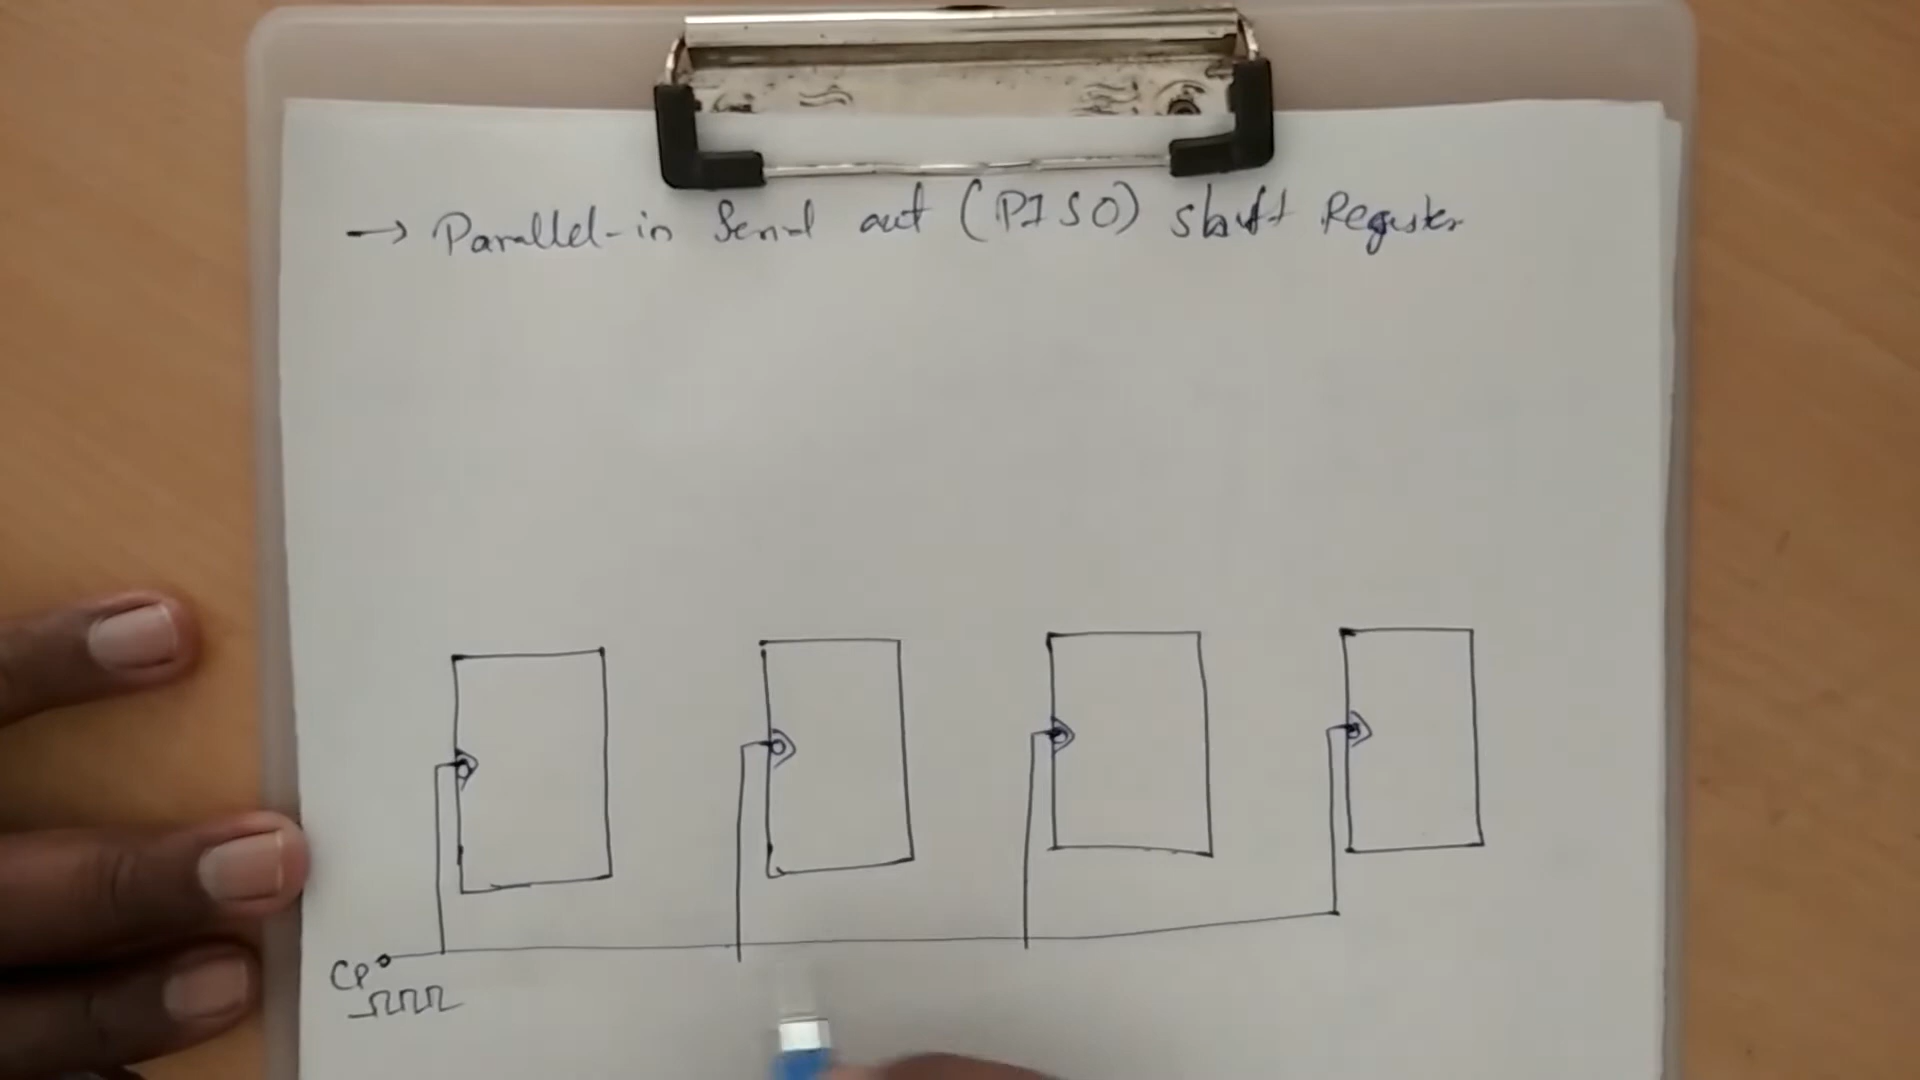 → Parallel-in Serial out (PISO) Shift Register
CP